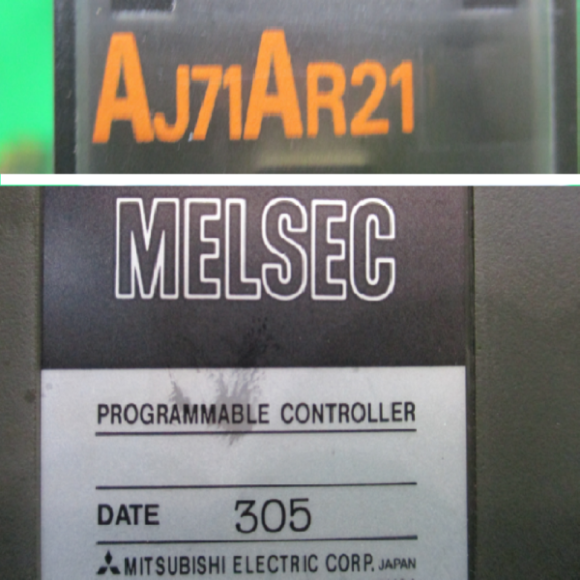 AJ71AR21
MELSEC
PROGRAMMABLE CONTROLLER
DATE 305
MITSUBISHI ELECTRIC CORP. JAPAN